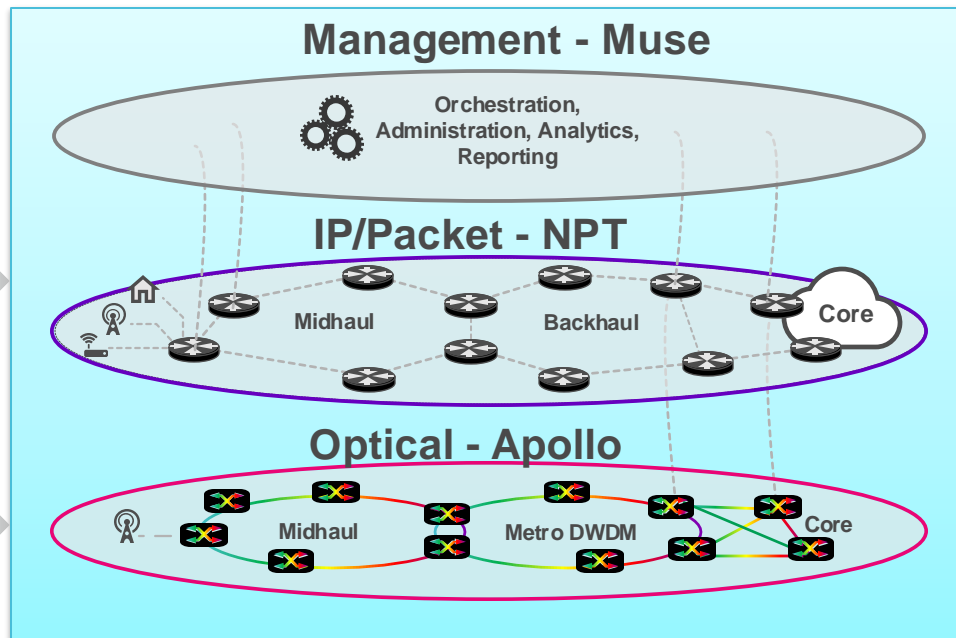 Management - Muse
Orchestration,
Administration, Analytics,
Reporting
IP/Packet - NPT
Midhaul
Backhaul
Core
Optical - Apollo
Midhaul
Metro DWDM
Core